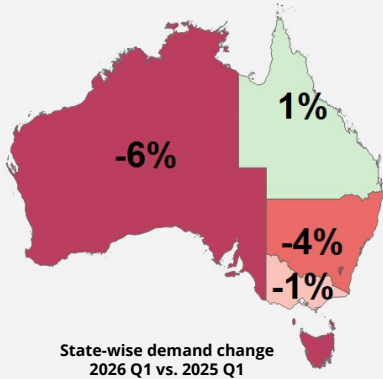 1%
-6%
-4%
-1%
State-wise demand change
2026 Q1 vs. 2025 Q1